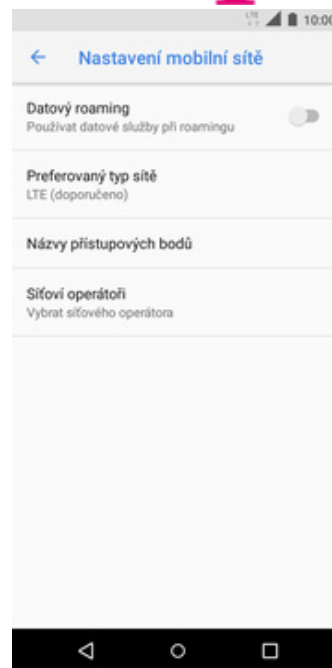 LTE 10:00
Nastavení mobilní sítě
Datový roaming
Používat datové služby při roamingu
Preferovaný typ sítě
LTE (doporučeno)
Názvy přístupových bodů
Síťoví operátoři
Vybrat síťového operátora